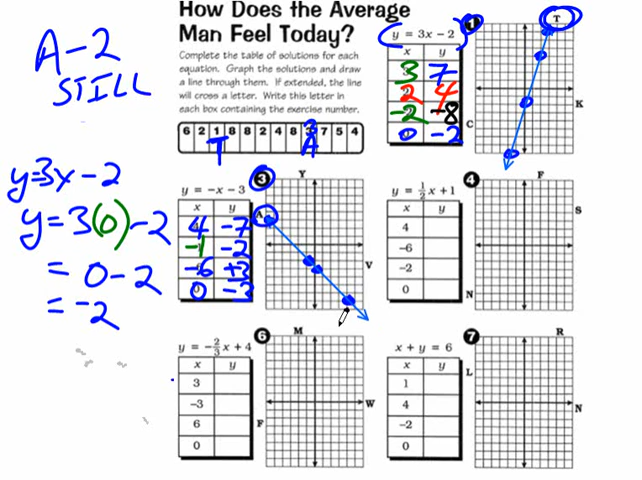 How Does the Average
Man Feel Today?
Complete the table of solutions for each
equation. Graph the solutions and draw
a line through them. If extended, the line
will cross a letter. Write this letter in
each box containing the exercise number.
6 2 1 8 8 2 4 8 3 7 5 4
T A
A-2
STILL
y=3x-2
y=3(0)-2
= 0-2
= -2
(y = 3x - 2)
x y
3 7
2 4
-2 -8
0 -2
T
K
C
y = -x - 3
x y
4 -7
-1 -2
-6 +3
0
3
Y
A
V
y = 1/2 x + 1
x y
4
-6
-2
0
4
F
S
N
y = -2/3 x + 4
x y
3
-3
6
0
6
M
W
F
x + y = 6
x y
1
4
-2
0
7
R
L
N